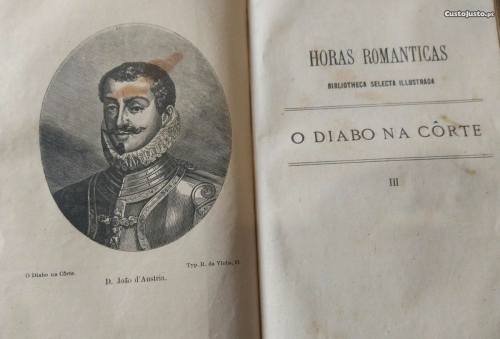 O Diabo na Côrte.
Typ. R. da Vinha,
D. João d'Austria.
HORAS ROMANTICAS
BIBLIOTHECA SELECTA ILLUSTRADA
O DIABO NA CÔRTE
III
Custojusto.pt